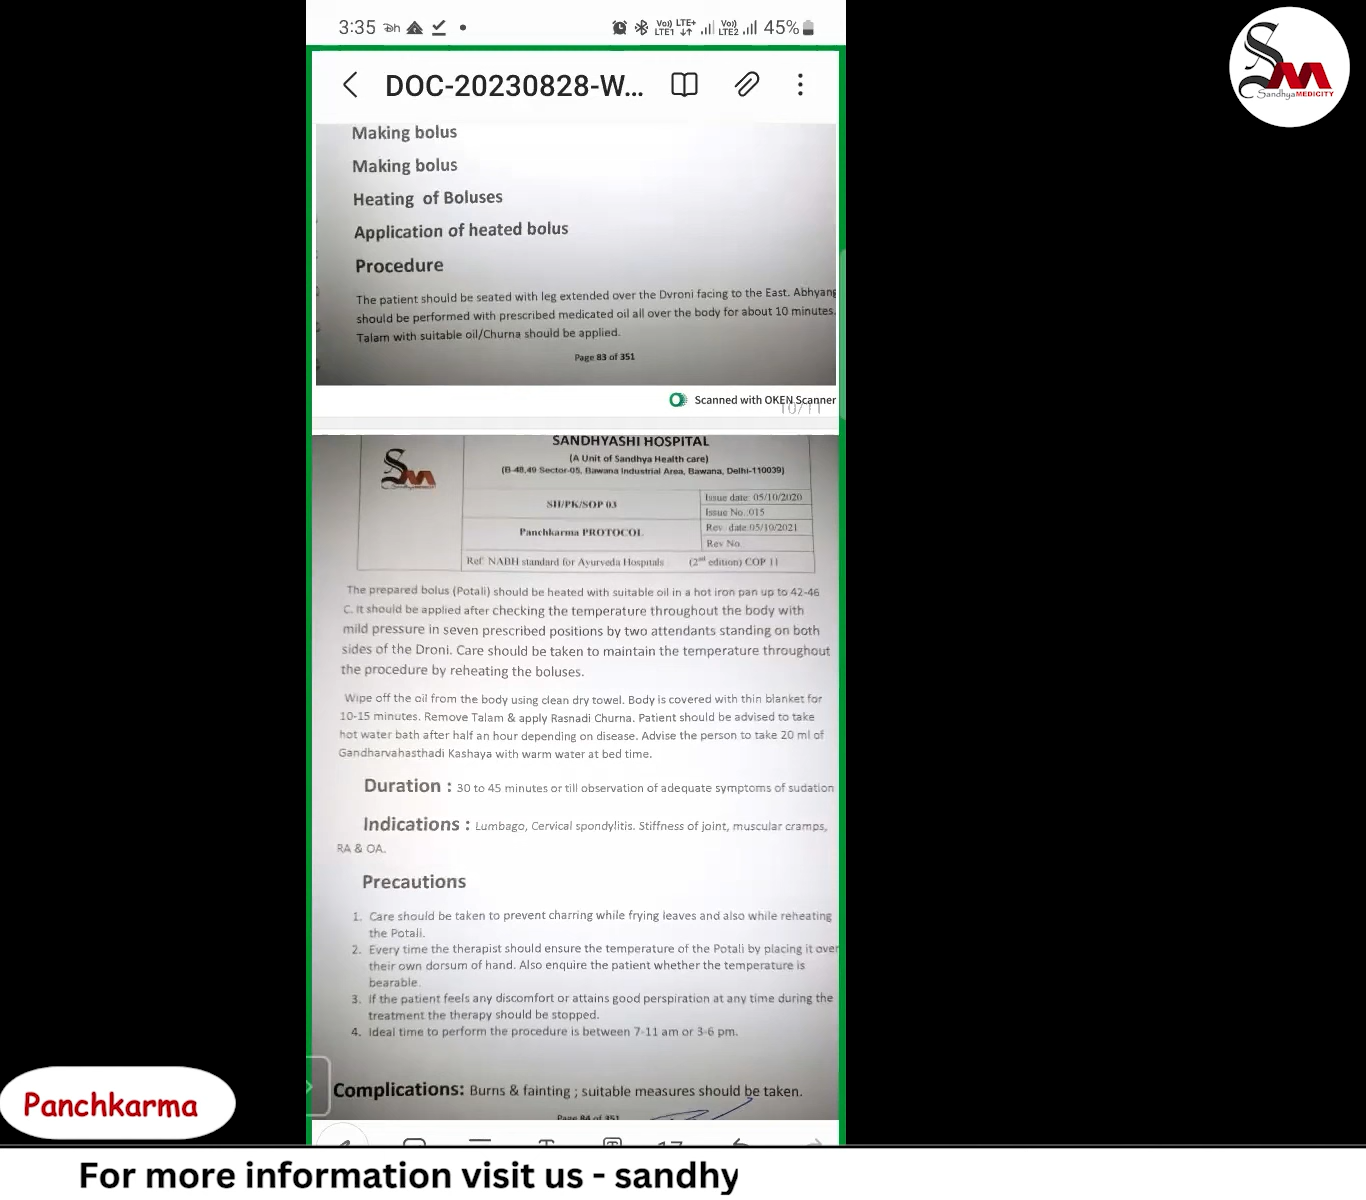 3:35
Vo)) LTE+
LTE1
Vo))
LTE2
45%
DOC-20230828-W...
SM
SandhyaMEDICITY
Making bolus
Making bolus
Heating of Boluses
Application of heated bolus
Procedure
The patient should be seated with leg extended over the Dvroni facing to the East. Abhyang
should be performed with prescribed medicated oil all over the body for about 10 minutes.
Talam with suitable oil/Churna should be applied.
Page 83 of 351
Scanned with OKEN Scanner
10/11
SANDHYASHI HOSPITAL
(A Unit of Sandhya Health care)
(B-48,49 Sector-05, Bawana Industrial Area, Bawana, Delhi-110039)
SM
SH/PK/SOP 03
Issue date: 05/10/2020
Issue No.:015
Panchkarma PROTOCOL
Rev. date:05/10/2021
Rev No
Ref: NABH standard for Ayurveda Hospitals (2nd edition) COP 11
The prepared bolus (Potali) should be heated with suitable oil in a hot iron pan up to 42-46
C. It should be applied after checking the temperature throughout the body with
mild pressure in seven prescribed positions by two attendants standing on both
sides of the Droni. Care should be taken to maintain the temperature throughout
the procedure by reheating the boluses.
Wipe off the oil from the body using clean dry towel. Body is covered with thin blanket for
10-15 minutes. Remove Talam & apply Rasnadi Churna. Patient should be advised to take
hot water bath after half an hour depending on disease. Advise the person to take 20 ml of
Gandharvahasthadi Kashaya with warm water at bed time.
Duration : 30 to 45 minutes or till observation of adequate symptoms of sudation
Indications : Lumbago, Cervical spondylitis. Stiffness of joint, muscular cramps,
RA & OA.
Precautions
1. Care should be taken to prevent charring while frying leaves and also while reheating
the Potali.
2. Every time the therapist should ensure the temperature of the Potali by placing it over
their own dorsum of hand. Also enquire the patient whether the temperature is
bearable.
3. If the patient feels any discomfort or attains good perspiration at any time during the
treatment the therapy should be stopped.
4. Ideal time to perform the procedure is between 7-11 am or 3-6 pm.
Complications: Burns & fainting ; suitable measures should be taken.
Page 84 of 351
Panchkarma
For more information visit us - sandhy